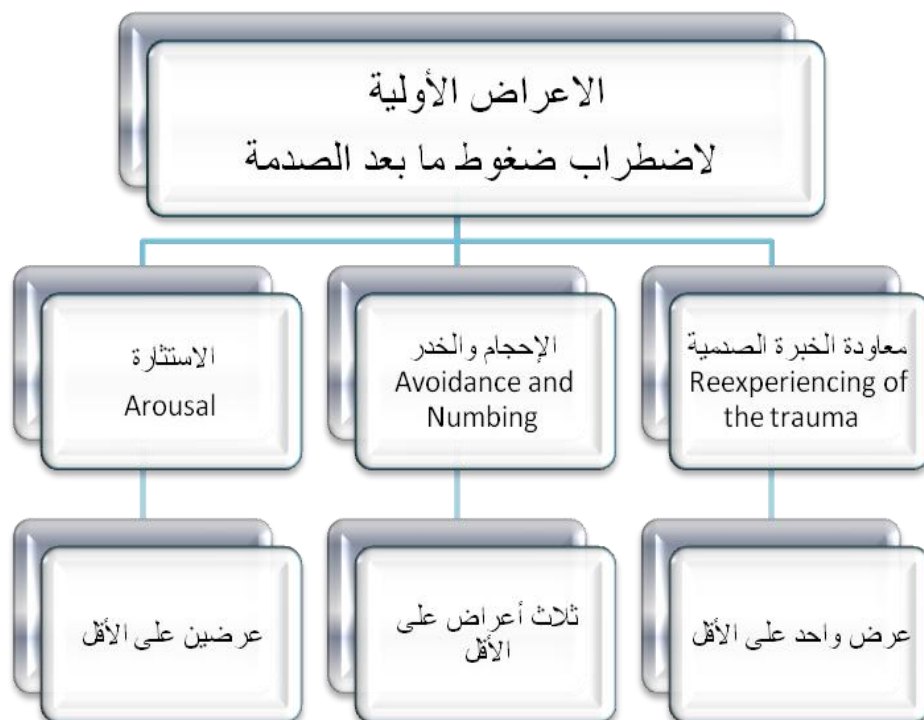 الاعراض الأولية
لاضطراب ضغوط ما بعد الصدمة
معاودة الخبرة الصدمية
Reexperiencing of
the trauma
الإحجام والخدر
Avoidance and
Numbing
الاستثارة
Arousal
عرض واحد على الأقل
ثلاث أعراض على
الأقل
عرضين على الأقل